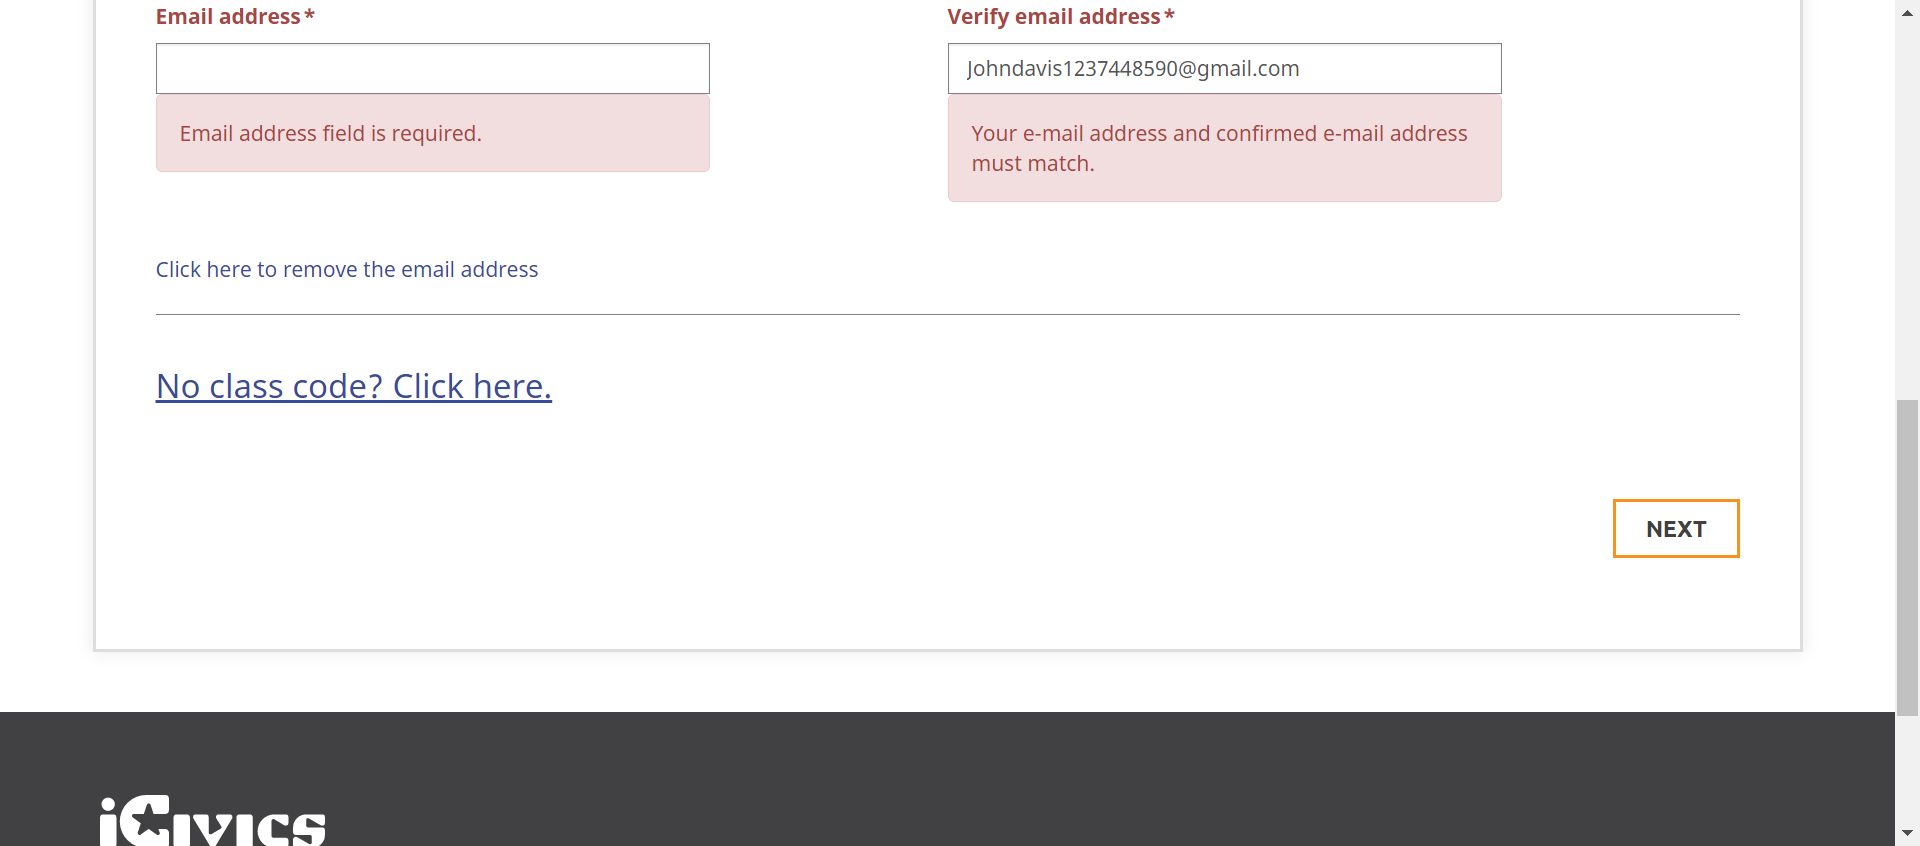 Email address*
Verify email address*
Johndavis1237448590@gmail.com
Email address field is required.
Your e-mail address and confirmed e-mail address
must match.
Click here to remove the email address
No class code? Click here.
NEXT
iCivics